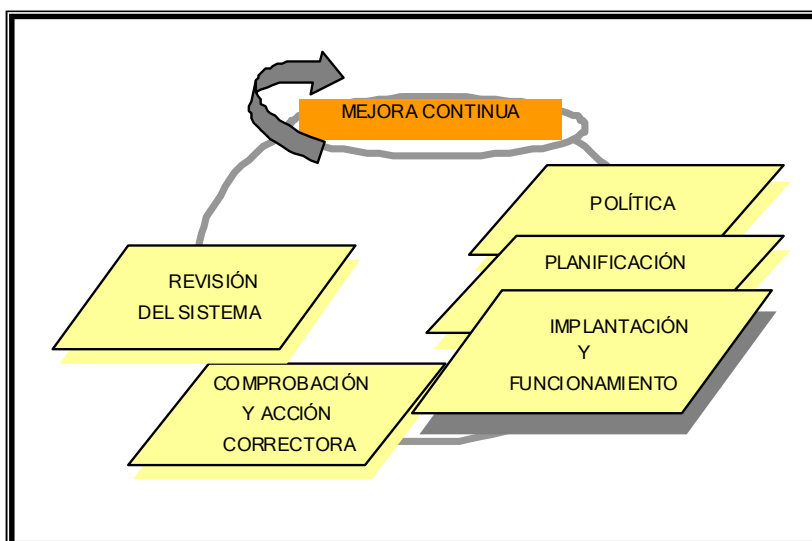 MEJORA CONTINUA
POLÍTICA
PLANIFICACIÓN
IMPLANTACIÓN
Y
FUNCIONAMIENTO
COMPROBACIÓN
Y ACCIÓN
CORRECTORA
REVISIÓN
DEL SISTEMA